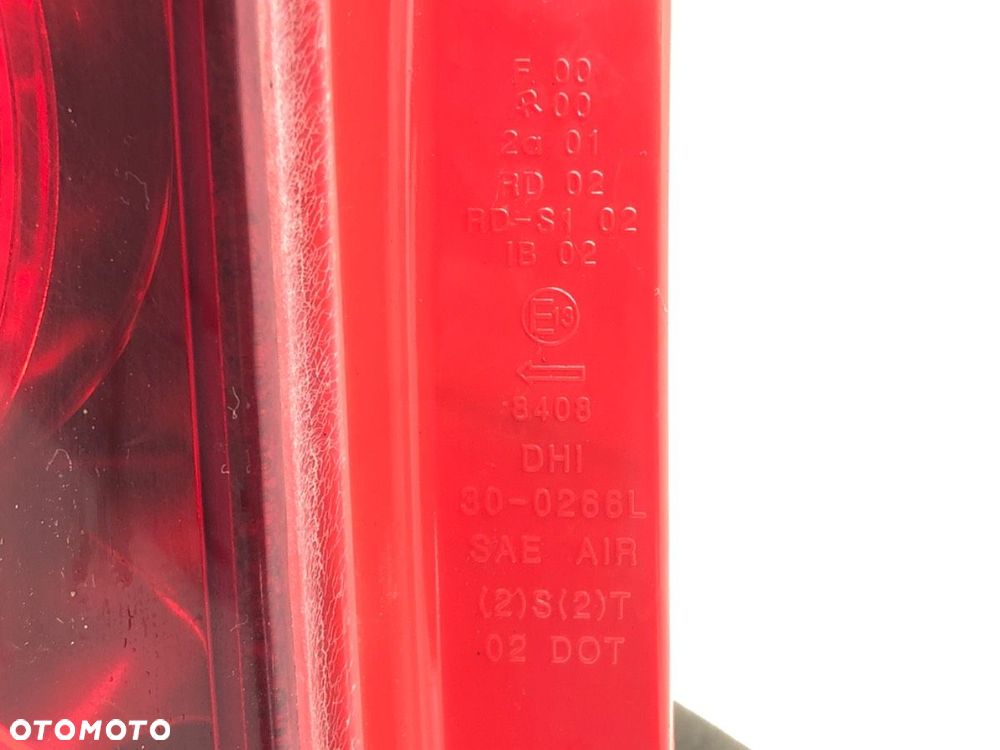 F 00
00
2a 01
RD 02
RD-S1 02
IB 02
E13
8408
DHI
30-0266L
SAE AIR
(2)S(2)T
02 DOT
OTOMOTO